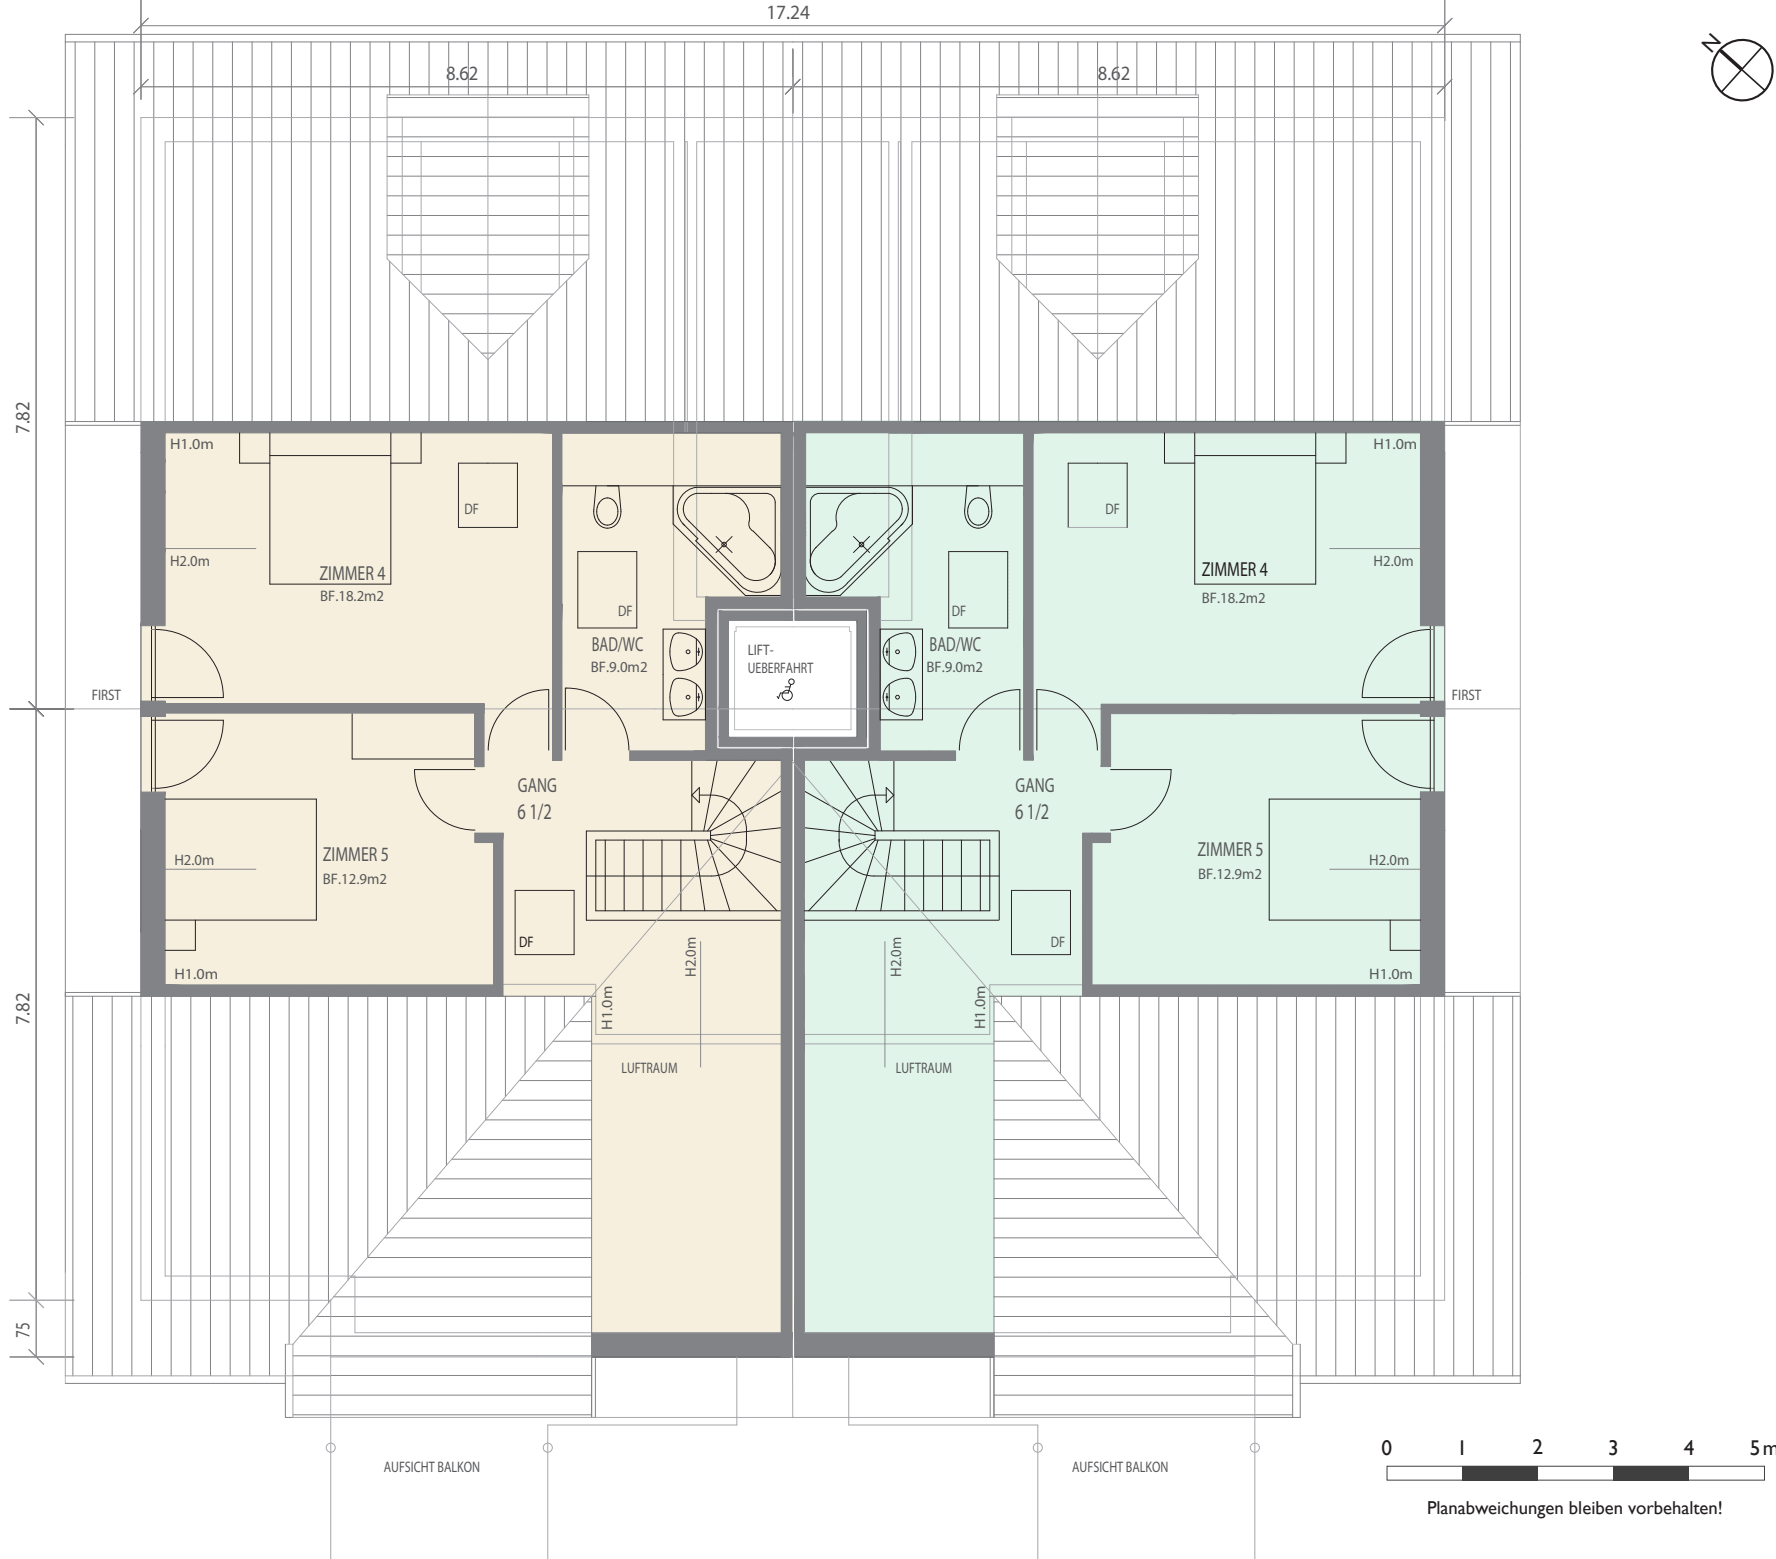 17.24
8.62
8.62
N
7.82
H1.0m
DF
H2.0m
ZIMMER 4
BF.18.2m2
DF
BAD/WC
BF.9.0m2
LIFT-
UEBERFAHRT
DF
BAD/WC
BF.9.0m2
DF
H1.0m
H2.0m
ZIMMER 4
BF.18.2m2
FIRST
FIRST
GANG
6 1/2
GANG
6 1/2
H2.0m
ZIMMER 5
BF.12.9m2
ZIMMER 5
BF.12.9m2
H2.0m
DF
H2.0m
H2.0m
DF
H1.0m
H1.0m
H1.0m
H1.0m
7.82
LUFTRAUM
LUFTRAUM
75
AUFSICHT BALKON
AUFSICHT BALKON
0 1 2 3 4 5 m
Planabweichungen bleiben vorbehalten!